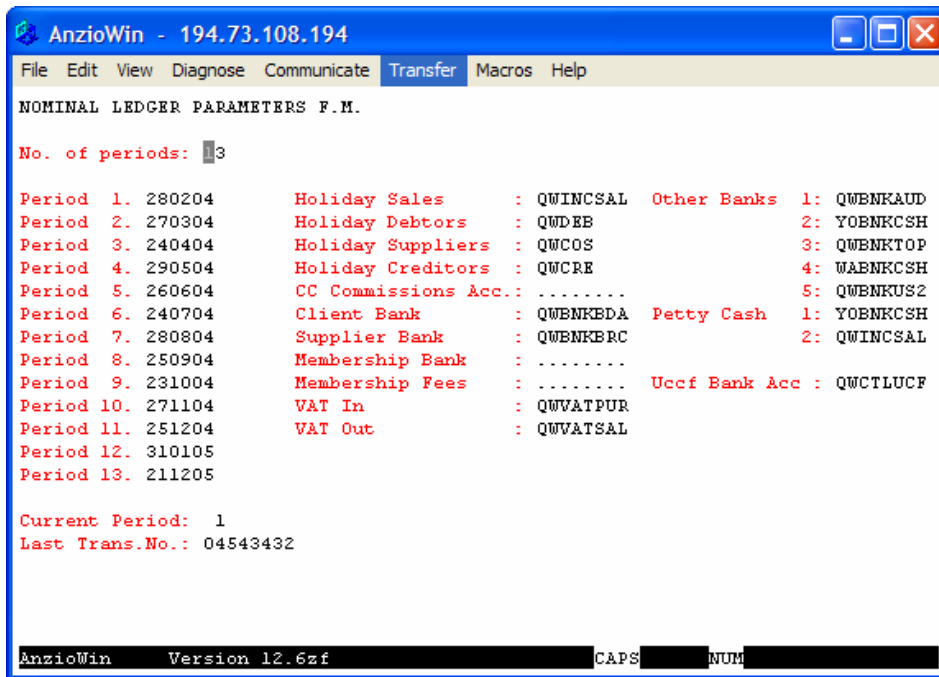 AnzioWin - 194.73.108.194
File Edit View Diagnose Communicate Transfer Macros Help
NOMINAL LEDGER PARAMETERS F.M.
No. of periods: 13
Period 1. 280204 Holiday Sales : QWINCSAL Other Banks 1: QWBNKAUD
Period 2. 270304 Holiday Debtors : QWDEB 2: YOBNKCSH
Period 3. 240404 Holiday Suppliers : QWCOS 3: QWBNKTOP
Period 4. 290504 Holiday Creditors : QWCRE 4: WABNKCSH
Period 5. 260604 CC Commissions Acc.: ........ 5: QWBNKUS2
Period 6. 240704 Client Bank : QWBNKBDA Petty Cash 1: YOBNKCSH
Period 7. 280804 Supplier Bank : QWBNKBRC 2: QWINCSAL
Period 8. 250904 Membership Bank : ........
Period 9. 231004 Membership Fees : ........ Uccf Bank Acc : QWCTLUCF
Period 10. 271104 VAT In : QWVATPUR
Period 11. 251204 VAT Out : QWVATSAL
Period 12. 310105
Period 13. 211205
Current Period: 1
Last Trans.No.: 04543432
AnzioWin Version 12.6zf CAPS NUM